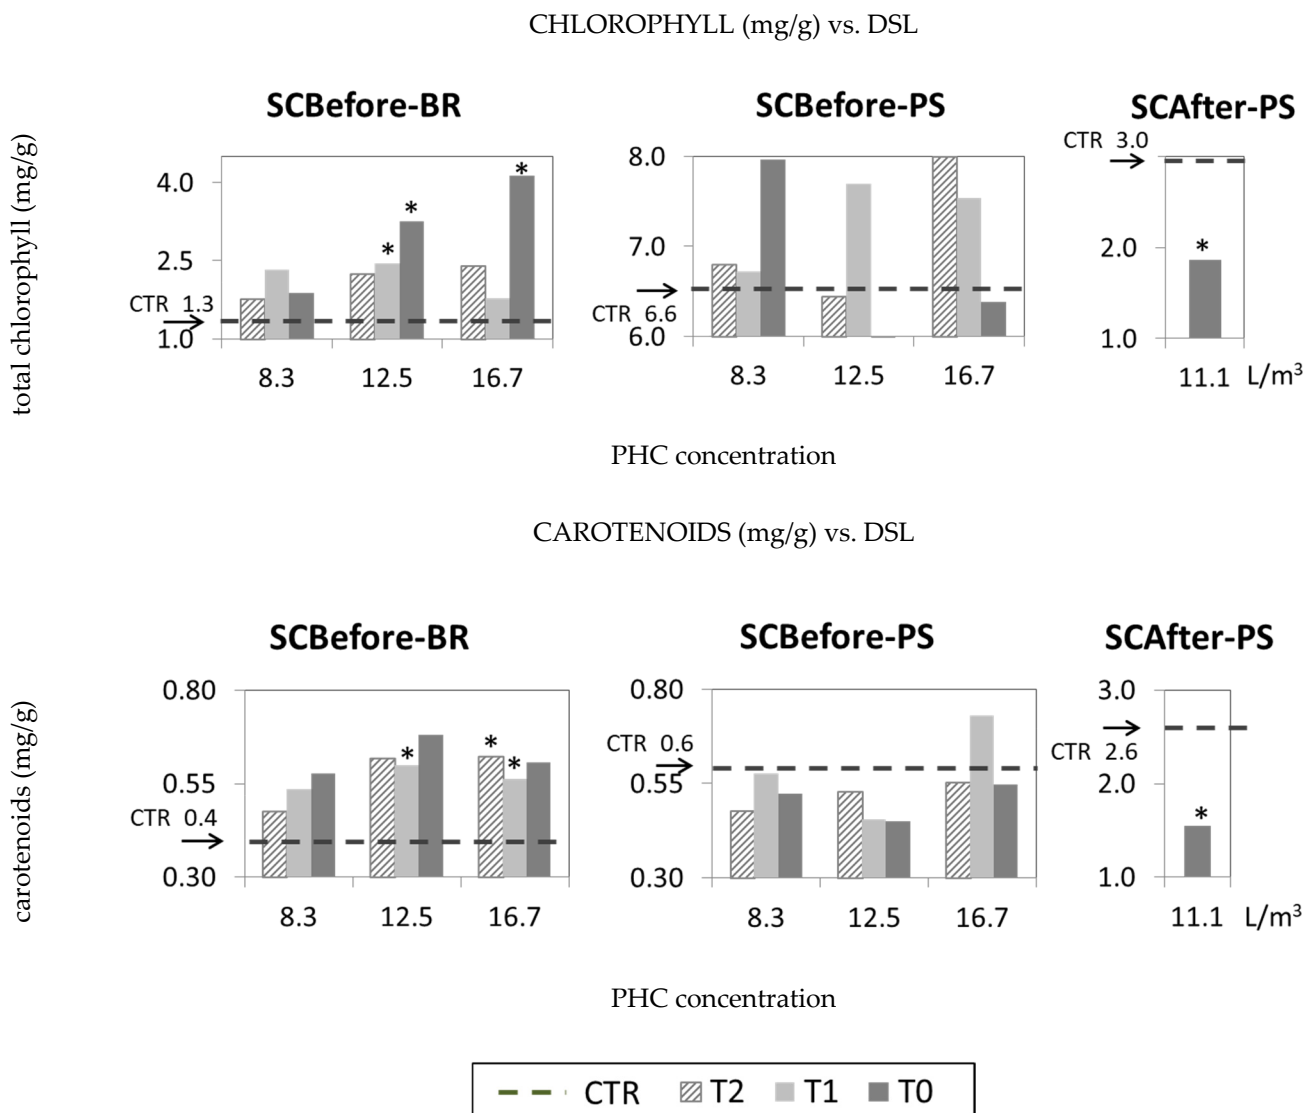 CHLOROPHYLL (mg/g) vs. DSL
SCBefore-BR SCBefore-PS SCAfter-PS
total chlorophyll (mg/g)
4.0
2.5
1.0
CTR 1.3
*
*
*
8.3 12.5 16.7
8.0
7.0
6.0
CTR 6.6
8.3 12.5 16.7
CTR 3.0
2.0
1.0
*
11.1 L/m³
PHC concentration
CAROTENOIDS (mg/g) vs. DSL
SCBefore-BR SCBefore-PS SCAfter-PS
carotenoids (mg/g)
0.80
0.55
0.30
CTR 0.4
*
*
*
8.3 12.5 16.7
0.80
0.55
0.30
CTR 0.6
8.3 12.5 16.7
3.0
2.0
1.0
CTR 2.6
*
11.1 L/m³
PHC concentration
CTR T2 T1 T0